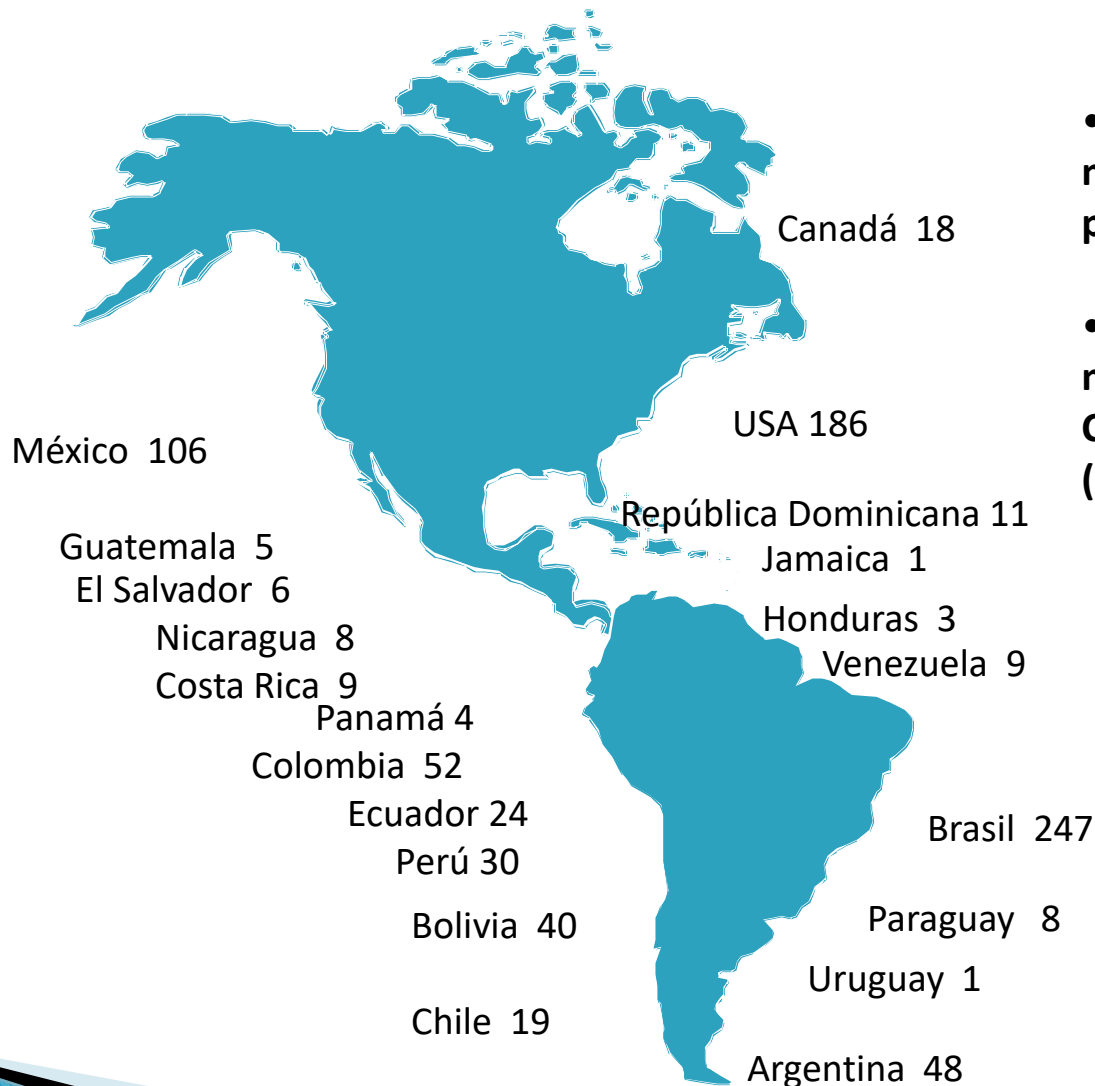 •
Canadá 18
•
USA 186
México 106
República Dominicana 11
Guatemala 5
Jamaica 1
El Salvador 6
Honduras 3
Nicaragua 8
Venezuela 9
Costa Rica 9
Panamá 4
Colombia 52
Ecuador 24
Brasil 247
Perú 30
Paraguay 8
Bolivia 40
Uruguay 1
Chile 19
Argentina 48